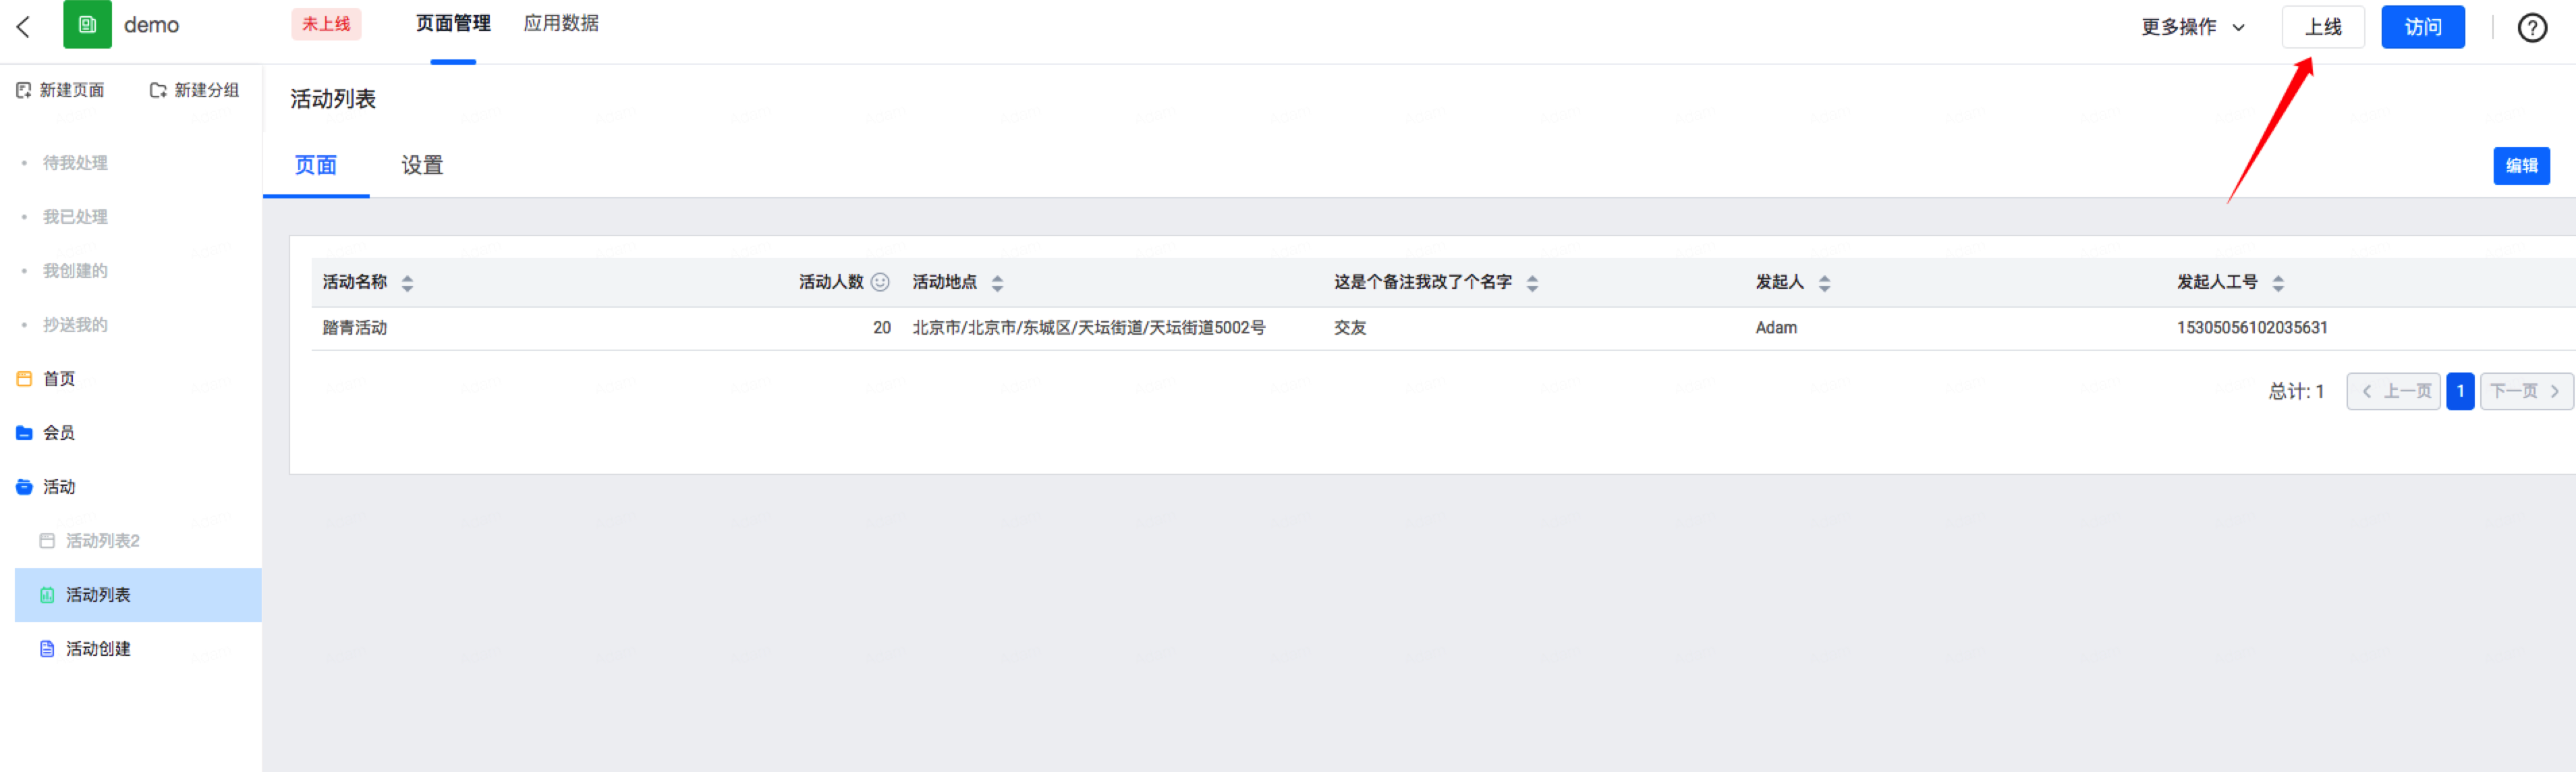 demo 未上线 页面管理 应用数据 更多操作 上线 访问
新建页面 新建分组
活动列表
待我处理
页面 设置 编辑
我已处理
我创建的
活动名称 活动人数 活动地点 这是个备注我改了个名字 发起人 发起人工号
抄送我的
踏青活动 20 北京市/北京市/东城区/天坛街道/天坛街道5002号 交友 Adam 15305056102035631
首页
总计: 1 上一页 1 下一页
会员
活动
活动列表2
活动列表
活动创建